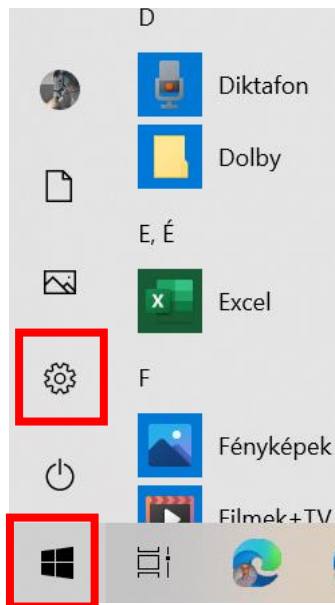 D
Diktafon
Dolby
E, É
Excel
F
Fényképek
Filmek+TV